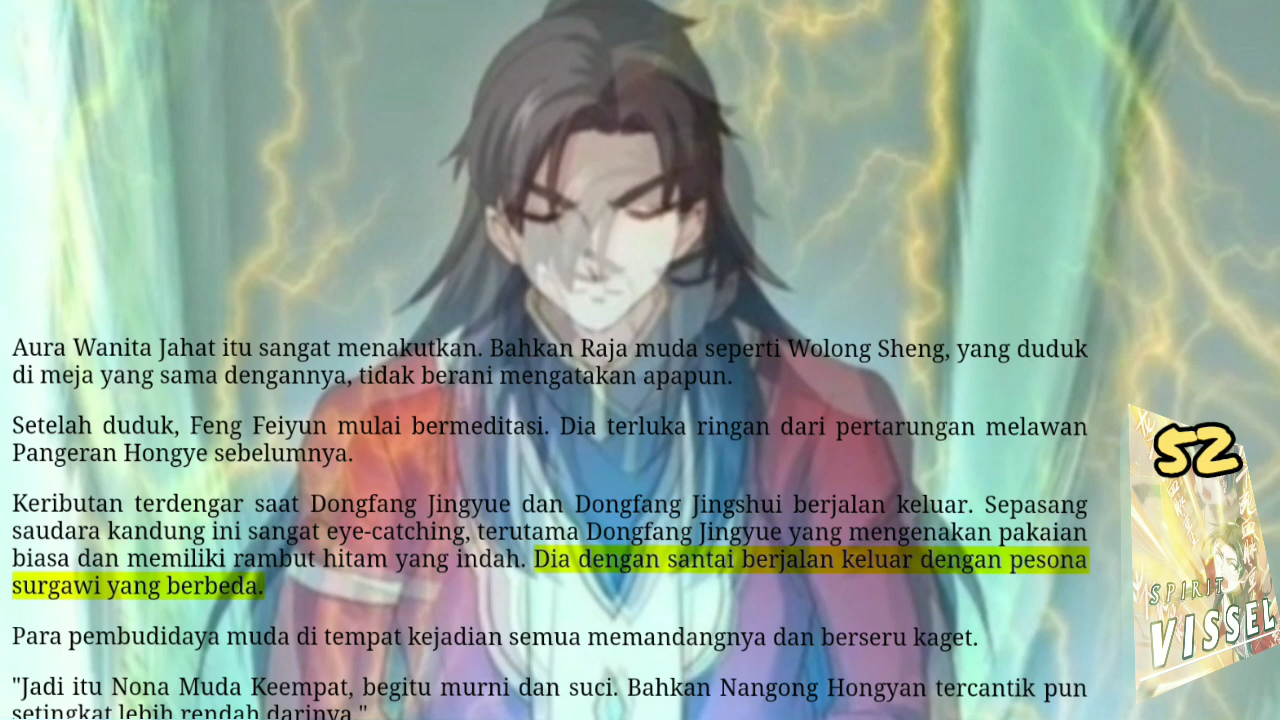 Aura Wanita Jahat itu sangat menakutkan. Bahkan Raja muda seperti Wolong Sheng, yang duduk
di meja yang sama dengannya, tidak berani mengatakan apapun.
Setelah duduk, Feng Feiyun mulai bermeditasi. Dia terluka ringan dari pertarungan melawan
Pangeran Hongye sebelumnya.
Keributan terdengar saat Dongfang Jingyue dan Dongfang Jingshui berjalan keluar. Sepasang
saudara kandung ini sangat eye-catching, terutama Dongfang Jingyue yang mengenakan pakaian
biasa dan memiliki rambut hitam yang indah. Dia dengan santai berjalan keluar dengan pesona
surgawi yang berbeda.
Para pembudidaya muda di tempat kejadian semua memandangnya dan berseru kaget.
"Jadi itu Nona Muda Keempat, begitu murni dan suci. Bahkan Nangong Hongyan tercantik pun
setingkat lebih rendah darinya."
52
SPIRIT
VISSEL